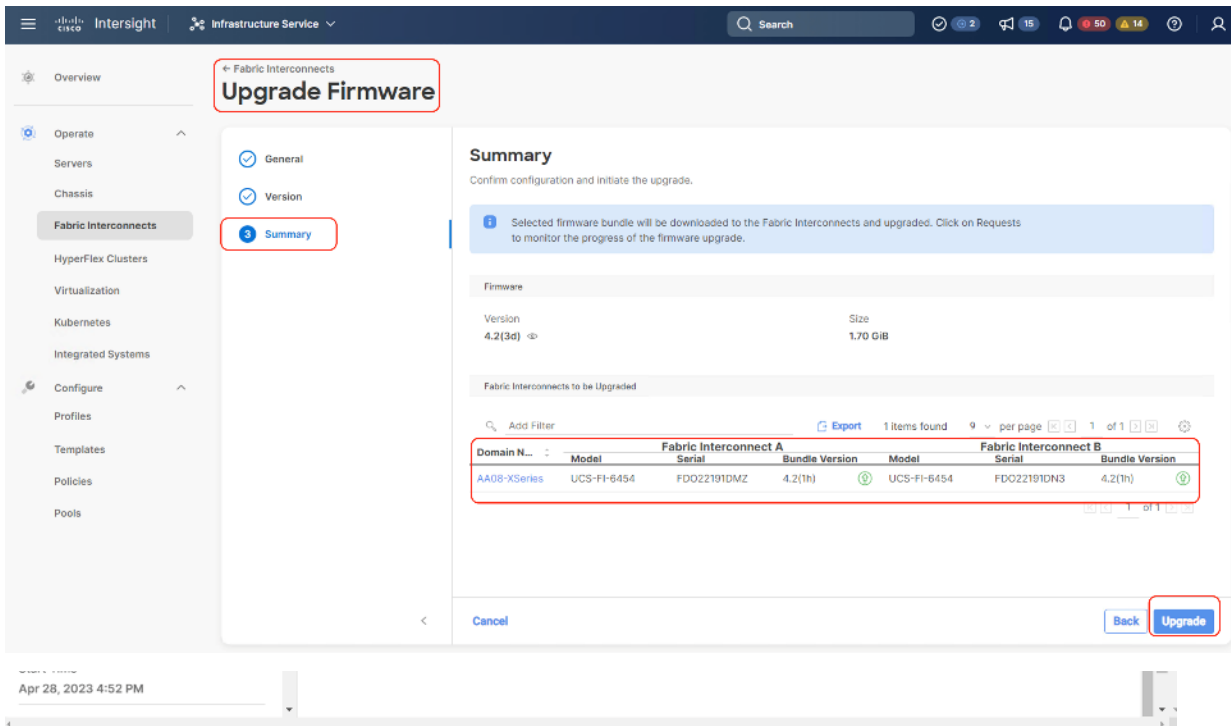 cisco Intersight Infrastructure Service Search 2 15 50 14
Overview
Operate
Servers
Chassis
Fabric Interconnects
HyperFlex Clusters
Virtualization
Kubernetes
Integrated Systems
Configure
Profiles
Templates
Policies
Pools
← Fabric Interconnects
Upgrade Firmware
General
Version
3 Summary
Summary
Confirm configuration and initiate the upgrade.
Selected firmware bundle will be downloaded to the Fabric Interconnects and upgraded. Click on Requests
to monitor the progress of the firmware upgrade.
Firmware
Version Size
4.2(3d) 1.70 GiB
Fabric Interconnects to be Upgraded
Add Filter Export 1 items found 9 per page 1 of 1
Fabric Interconnect A Fabric Interconnect B
Domain N... Model Serial Bundle Version Model Serial Bundle Version
AA08-XSeries UCS-FI-6454 FDO22191DMZ 4.2(1h) UCS-FI-6454 FDO22191DN3 4.2(1h)
1 of 1
Cancel Back Upgrade
Apr 28, 2023 4:52 PM